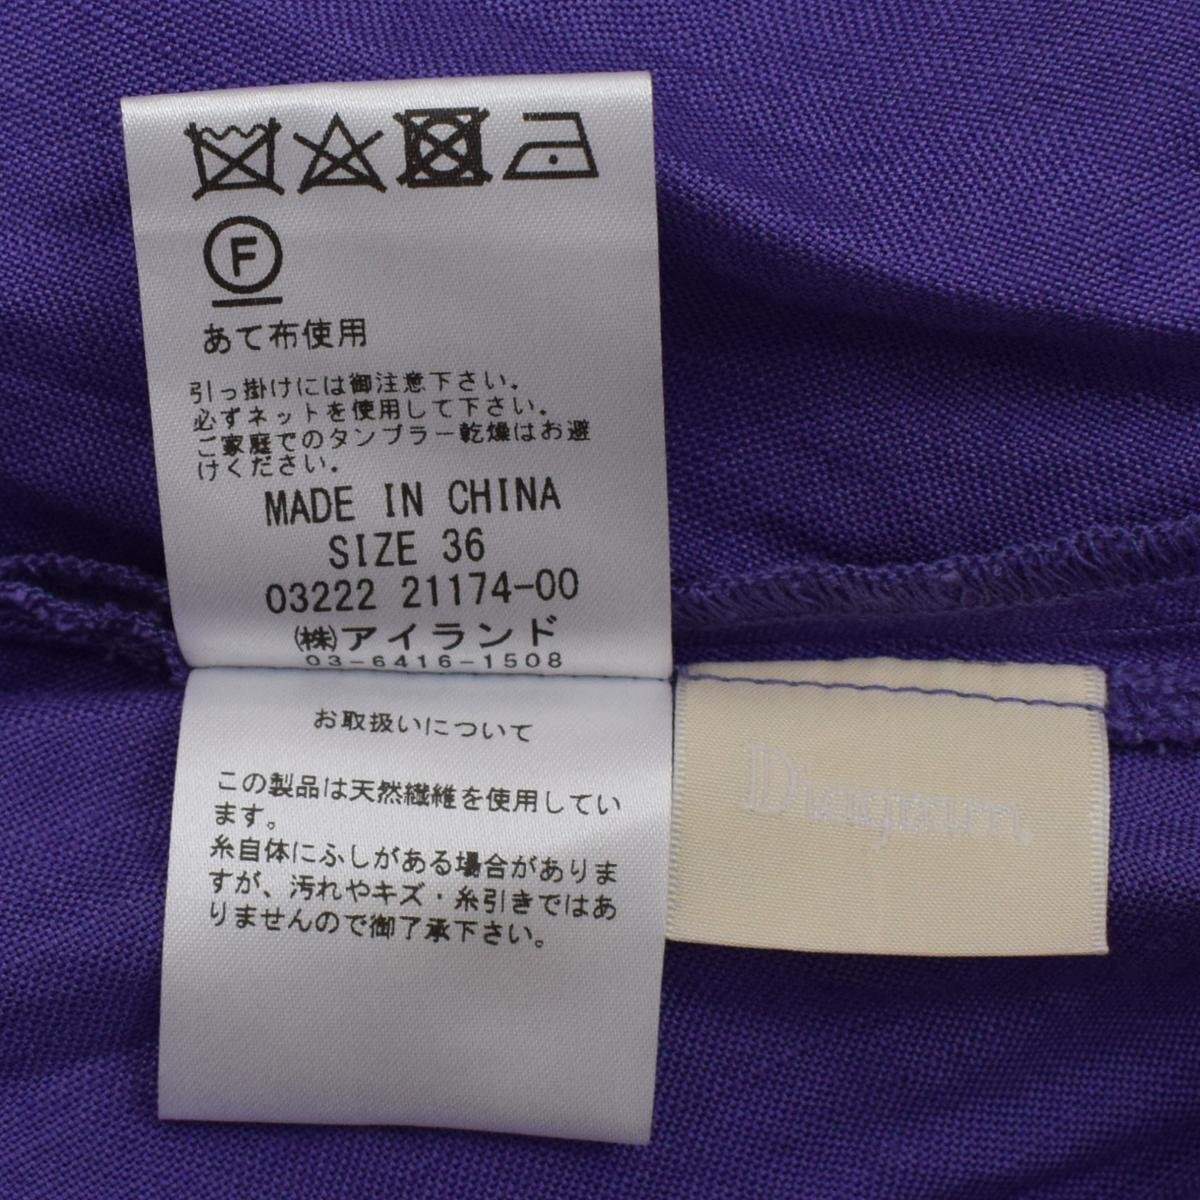 F
あて布使用
引っ掛けには御注意下さい。
必ずネットを使用して下さい。
ご家庭でのタンブラー乾燥はお避
けください。
MADE IN CHINA
SIZE 36
03222 21174-00
㈱アイランド
03-6416-1508
お取扱いについて
この製品は天然繊維を使用してい
ます。
糸自体にふしがある場合がありま
すが、汚れやキズ・糸引きではあ
りませんので御了承下さい。
Diagram